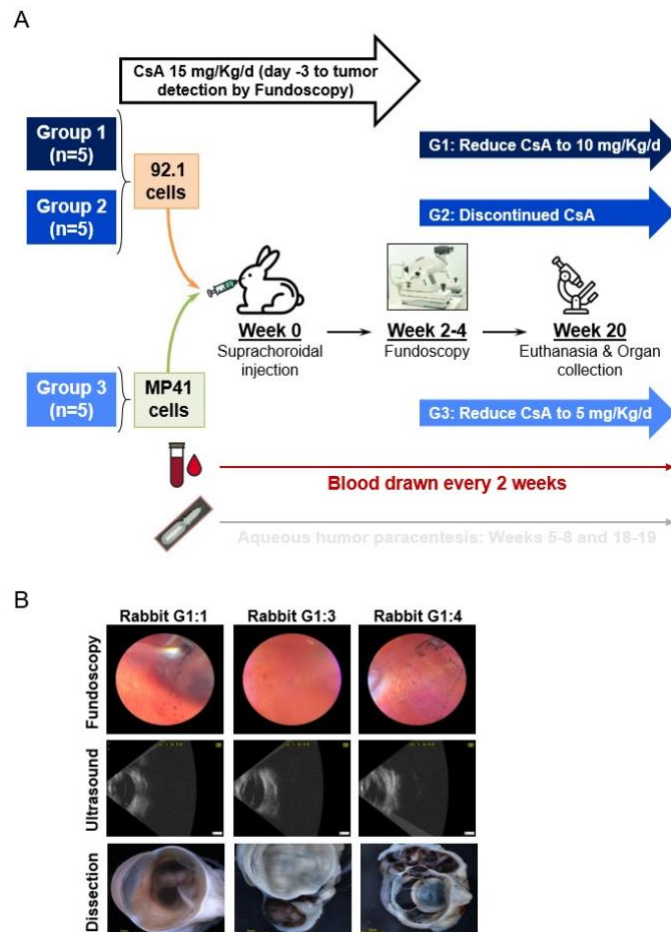 A
CsA 15 mg/Kg/d (day -3 to tumor
detection by Fundoscopy)
Group 1
(n=5)
Group 2
(n=5)
92.1
cells
G1: Reduce CsA to 10 mg/Kg/d
G2: Discontinued CsA
Week 0
Suprachoroidal
injection
Week 2-4
Fundoscopy
Week 20
Euthanasia & Organ
collection
Group 3
(n=5)
MP41
cells
G3: Reduce CsA to 5 mg/Kg/d
Blood drawn every 2 weeks
Aqueous humor paracentesis: Weeks 5-8 and 18-19
B
Rabbit G1:1
Rabbit G1:3
Rabbit G1:4
Fundoscopy
Ultrasound
Dissection